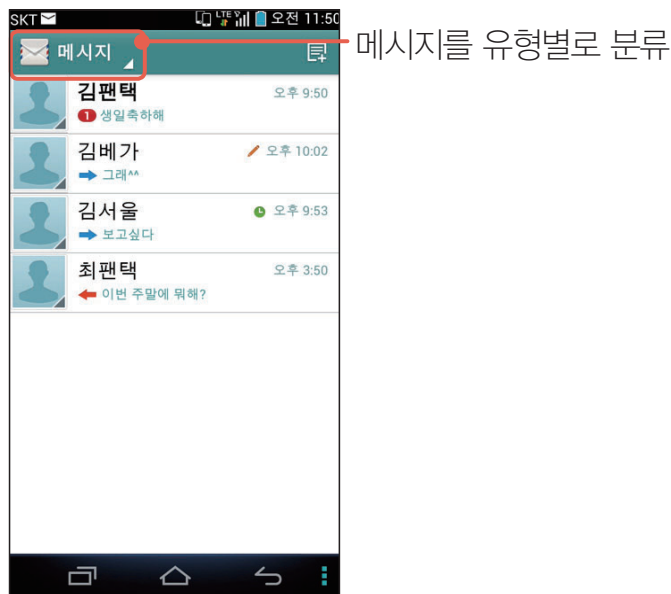 SKT LTE 오전 11:50
메시지
메시지를 유형별로 분류
김팬택 오후 9:50
1 생일축하해
김베가 오후 10:02
그래^^
김서울 오후 9:53
보고싶다
최팬택 오후 3:50
이번 주말에 뭐해?